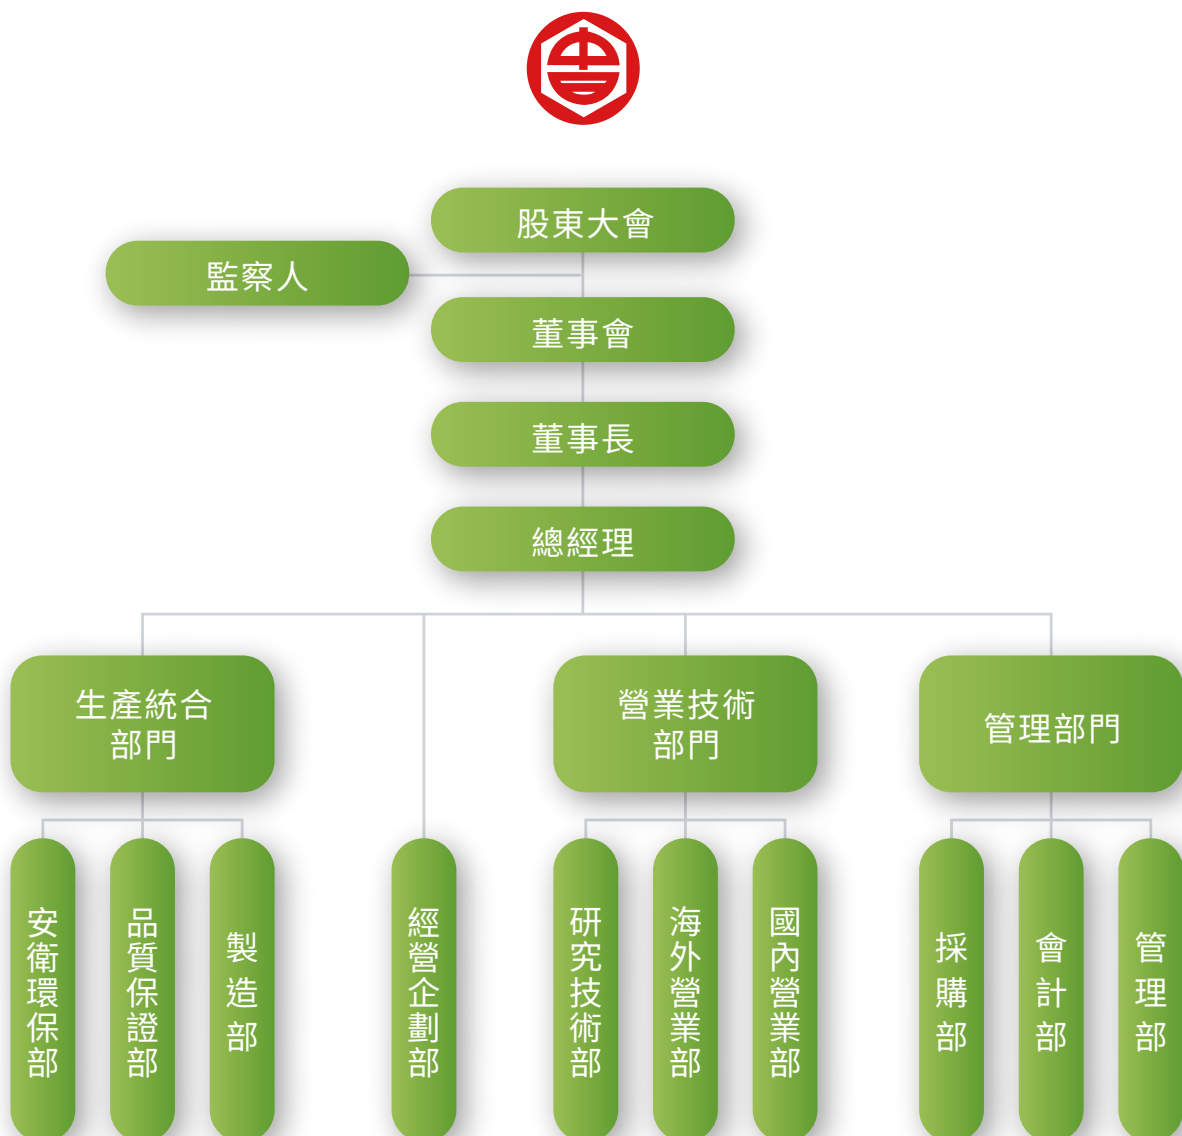 股東大會
監察人
董事會
董事長
總經理
生產統合
部門
營業技術
部門
管理部門
安衛環保部
品質保證部
製造部
經營企劃部
研究技術部
海外營業部
國內營業部
採購部
會計部
管理部